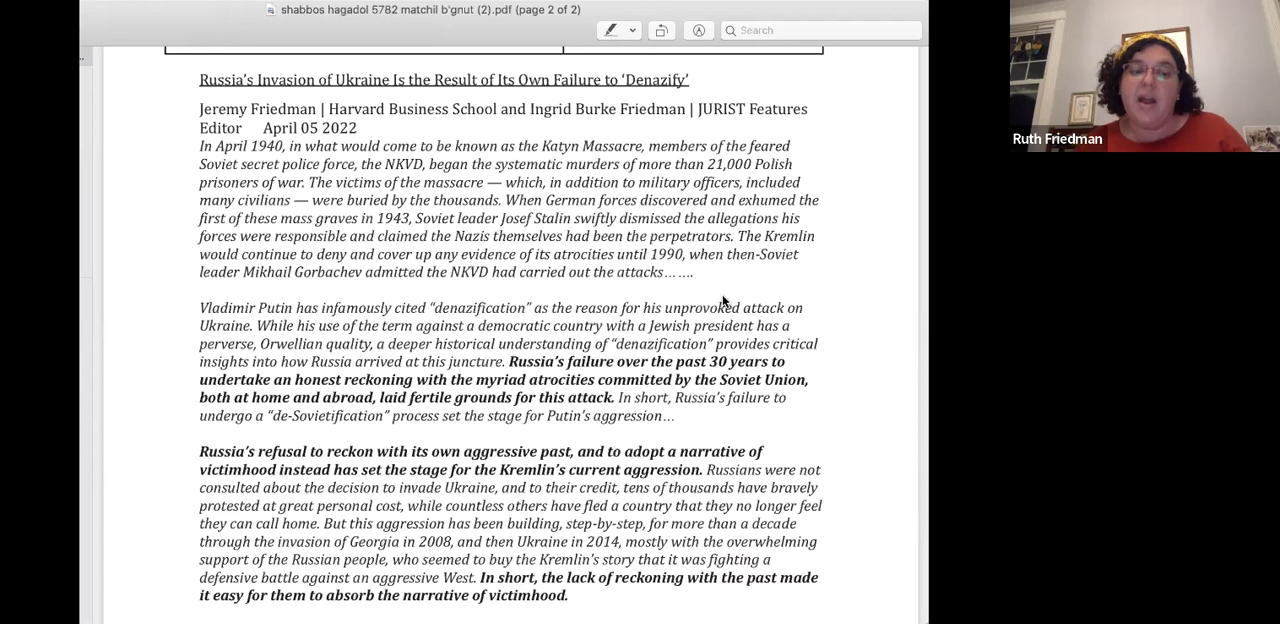 shabbos hagadol 5782 matchil b'gnut (2).pdf (page 2 of 2)
Search
Russia's Invasion of Ukraine Is the Result of Its Own Failure to 'Denazify'
Jeremy Friedman | Harvard Business School and Ingrid Burke Friedman | JURIST Features
Editor April 05 2022
In April 1940, in what would come to be known as the Katyn Massacre, members of the feared
Soviet secret police force, the NKVD, began the systematic murders of more than 21,000 Polish
prisoners of war. The victims of the massacre — which, in addition to military officers, included
many civilians — were buried by the thousands. When German forces discovered and exhumed the
first of these mass graves in 1943, Soviet leader Josef Stalin swiftly dismissed the allegations his
forces were responsible and claimed the Nazis themselves had been the perpetrators. The Kremlin
would continue to deny and cover up any evidence of its atrocities until 1990, when then-Soviet
leader Mikhail Gorbachev admitted the NKVD had carried out the attacks... ....
Vladimir Putin has infamously cited "denazification" as the reason for his unprovoked attack on
Ukraine. While his use of the term against a democratic country with a Jewish president has a
perverse, Orwellian quality, a deeper historical understanding of "denazification" provides critical
insights into how Russia arrived at this juncture. Russia's failure over the past 30 years to
undertake an honest reckoning with the myriad atrocities committed by the Soviet Union,
both at home and abroad, laid fertile grounds for this attack. In short, Russia's failure to
undergo a "de-Sovietification" process set the stage for Putin's aggression...
Russia's refusal to reckon with its own aggressive past, and to adopt a narrative of
victimhood instead has set the stage for the Kremlin's current aggression. Russians were not
consulted about the decision to invade Ukraine, and to their credit, tens of thousands have bravely
protested at great personal cost, while countless others have fled a country that they no longer feel
they can call home. But this aggression has been building, step-by-step, for more than a decade
through the invasion of Georgia in 2008, and then Ukraine in 2014, mostly with the overwhelming
support of the Russian people, who seemed to buy the Kremlin's story that it was fighting a
defensive battle against an aggressive West. In short, the lack of reckoning with the past made
it easy for them to absorb the narrative of victimhood.
Ruth Friedman